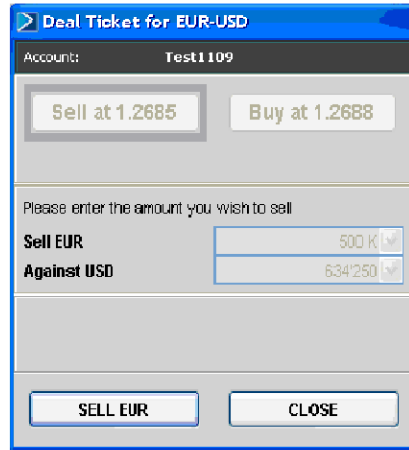 Deal Ticket for EUR-USD
Account: Test1109
Sell at 1.2685 Buy at 1.2688
Please enter the amount you wish to sell
Sell EUR 500 K
Against USD 634'250
SELL EUR CLOSE